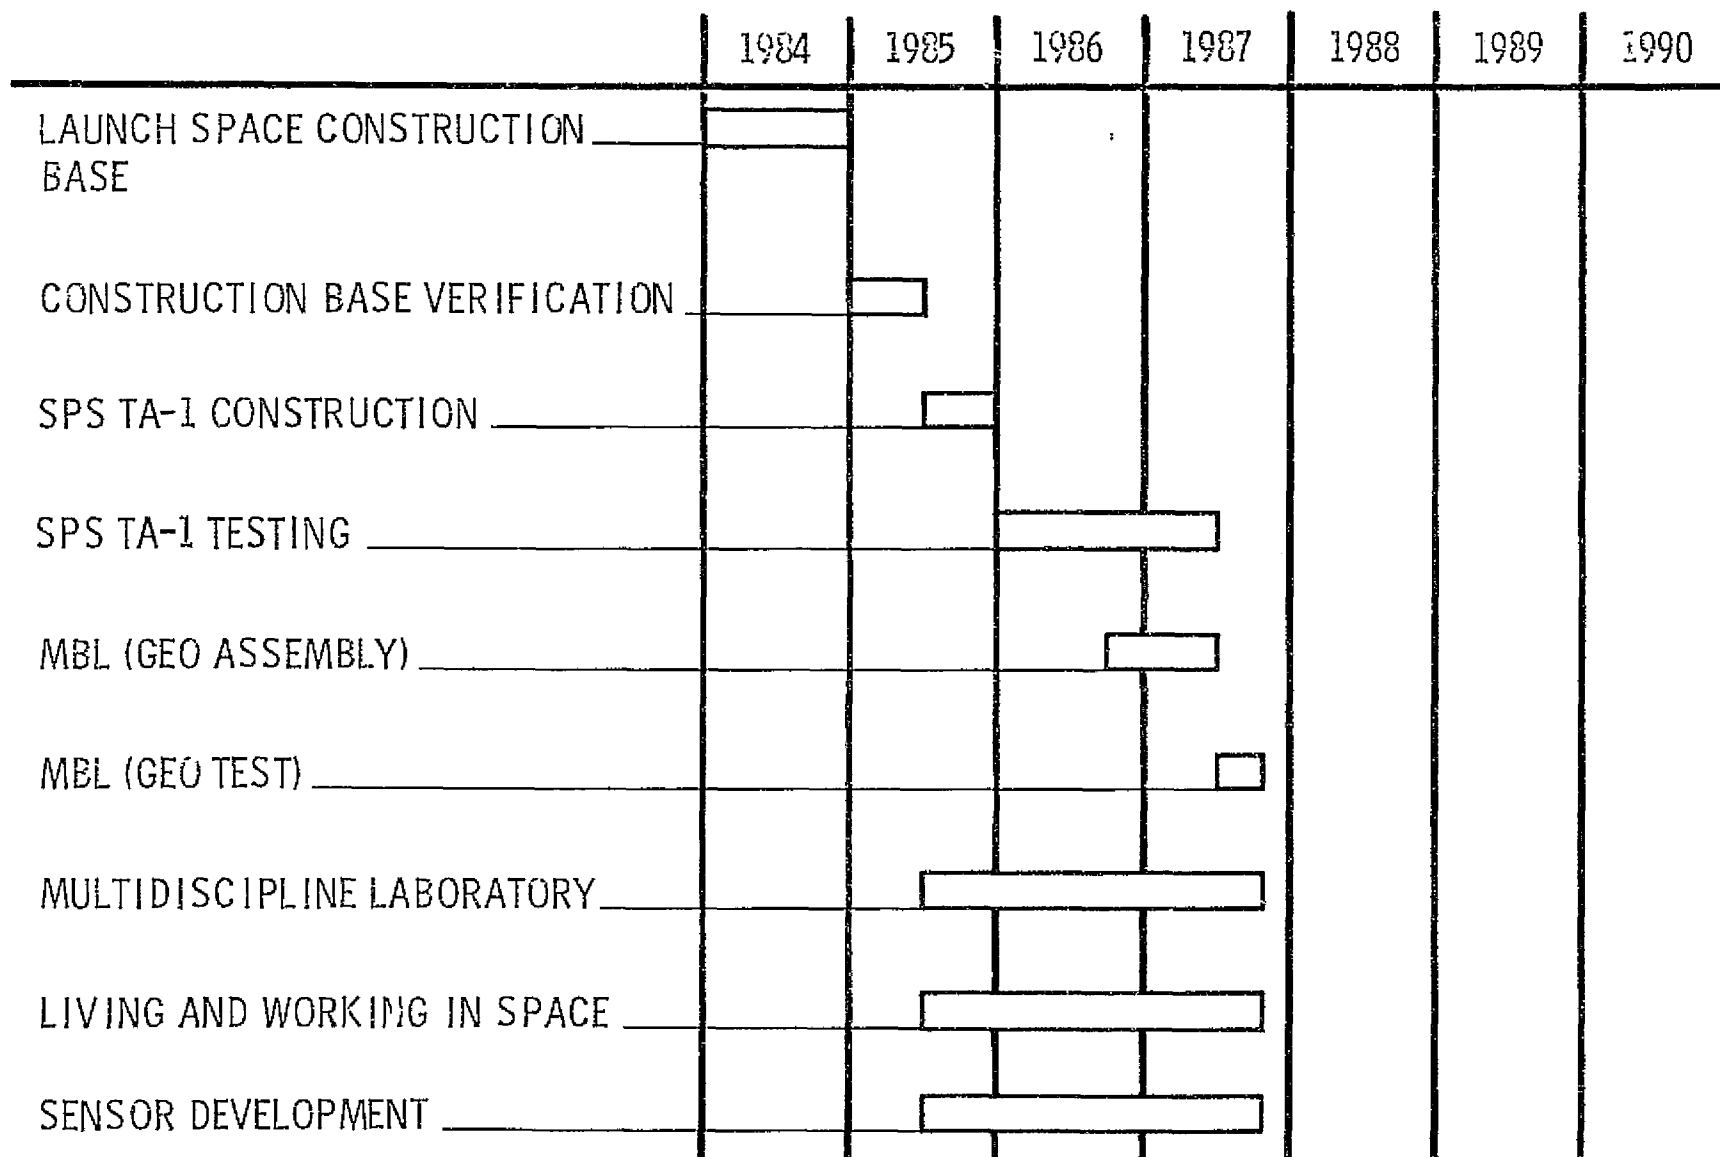 1984 1985 1986 1987 1988 1989 1990
LAUNCH SPACE CONSTRUCTION
BASE
CONSTRUCTION BASE VERIFICATION
SPS TA-1 CONSTRUCTION
SPS TA-1 TESTING
MBL (GEO ASSEMBLY)
MBL (GEO TEST)
MULTIDISCIPLINE LABORATORY
LIVING AND WORKING IN SPACE
SENSOR DEVELOPMENT